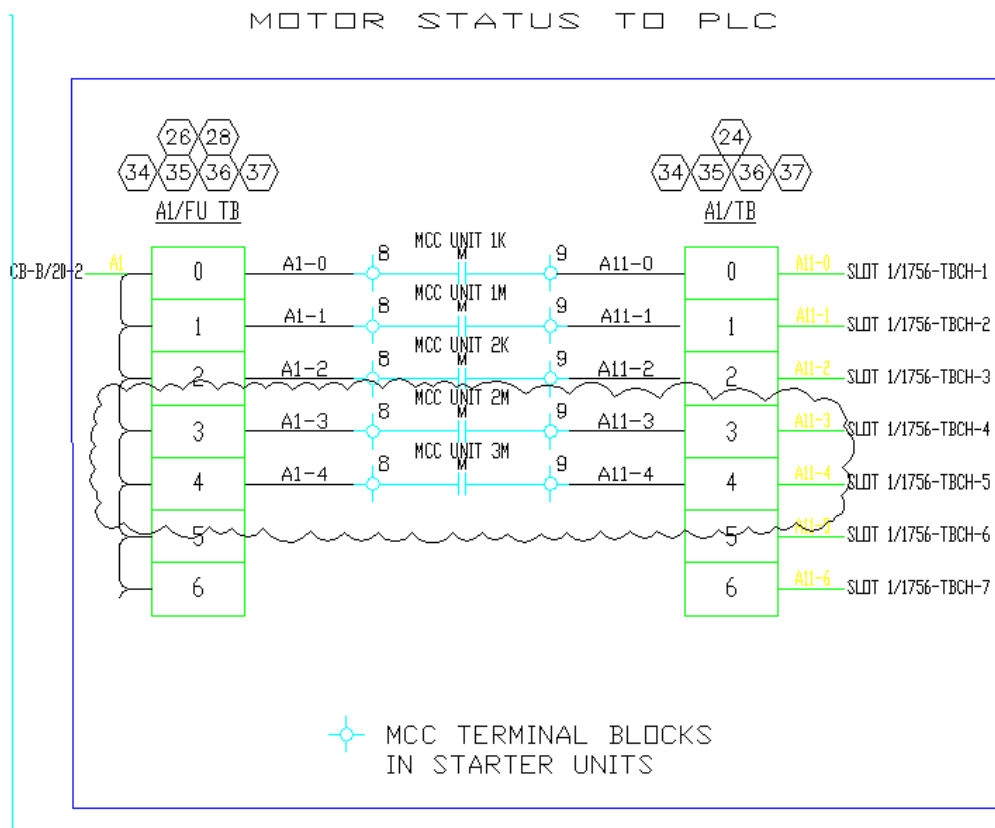 MOTOR STATUS TO PLC
26 28
34 35 36 37
A1/FU TB
24
34 35 36 37
A1/TB
MCC UNIT 1K
CB-B/20-2 A1 0 A1-0 8 M 9 A11-0 0 A11-0 SLOT 1/1756-TBCH-1
MCC UNIT 1M
1 A1-1 8 M 9 A11-1 1 A11-1 SLOT 1/1756-TBCH-2
MCC UNIT 2K
2 A1-2 8 M 9 A11-2 2 A11-2 SLOT 1/1756-TBCH-3
MCC UNIT 2M
3 A1-3 8 M 9 A11-3 3 A11-3 SLOT 1/1756-TBCH-4
MCC UNIT 3M
4 A1-4 8 M 9 A11-4 4 A11-4 SLOT 1/1756-TBCH-5
5 5 A11-5 SLOT 1/1756-TBCH-6
6 6 A11-6 SLOT 1/1756-TBCH-7
MCC TERMINAL BLOCKS
IN STARTER UNITS